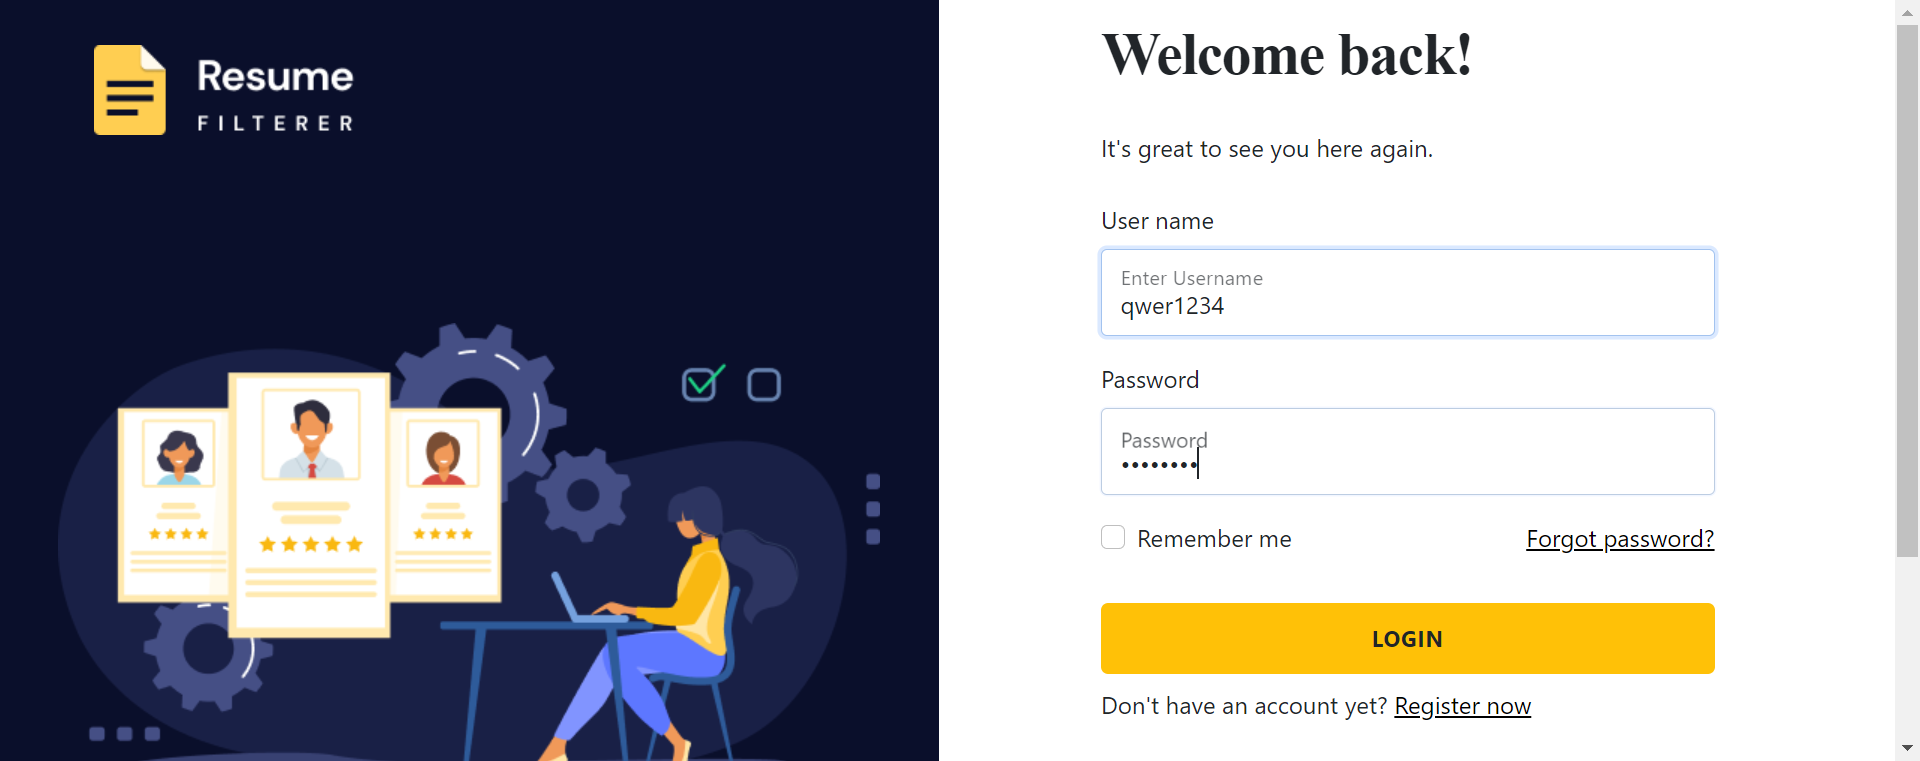 Resume
FILTERER
Welcome back!
It's great to see you here again.
User name
Enter Username
qwer1234
Password
Password
••••••••
Remember me
Forgot password?
LOGIN
Don't have an account yet? Register now